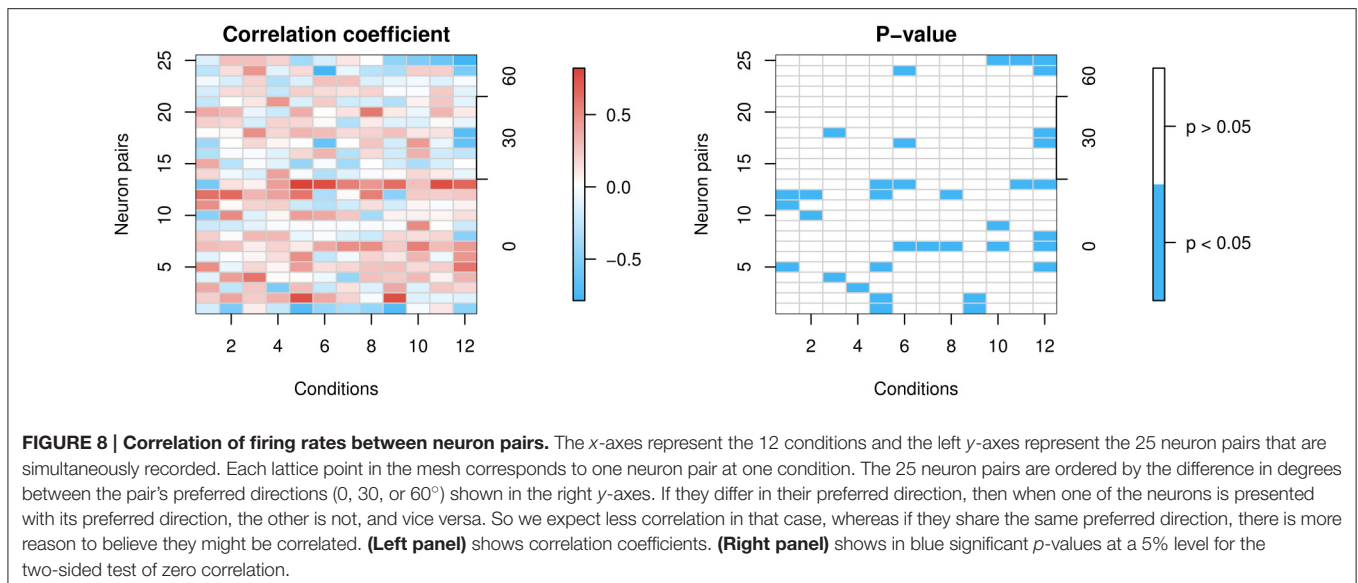 Correlation coefficient
Neuron pairs
25
20
15
10
5
60
30
0
2 4 6 8 10 12
Conditions
0.5
0.0
−0.5
P−value
Neuron pairs
25
20
15
10
5
60
30
0
2 4 6 8 10 12
Conditions
p > 0.05
p < 0.05
FIGURE 8 | Correlation of firing rates between neuron pairs. The x-axes represent the 12 conditions and the left y-axes represent the 25 neuron pairs that are
simultaneously recorded. Each lattice point in the mesh corresponds to one neuron pair at one condition. The 25 neuron pairs are ordered by the difference in degrees
between the pair's preferred directions (0, 30, or 60°) shown in the right y-axes. If they differ in their preferred direction, then when one of the neurons is presented
with its preferred direction, the other is not, and vice versa. So we expect less correlation in that case, whereas if they share the same preferred direction, there is more
reason to believe they might be correlated. (Left panel) shows correlation coefficients. (Right panel) shows in blue significant p-values at a 5% level for the
two-sided test of zero correlation.